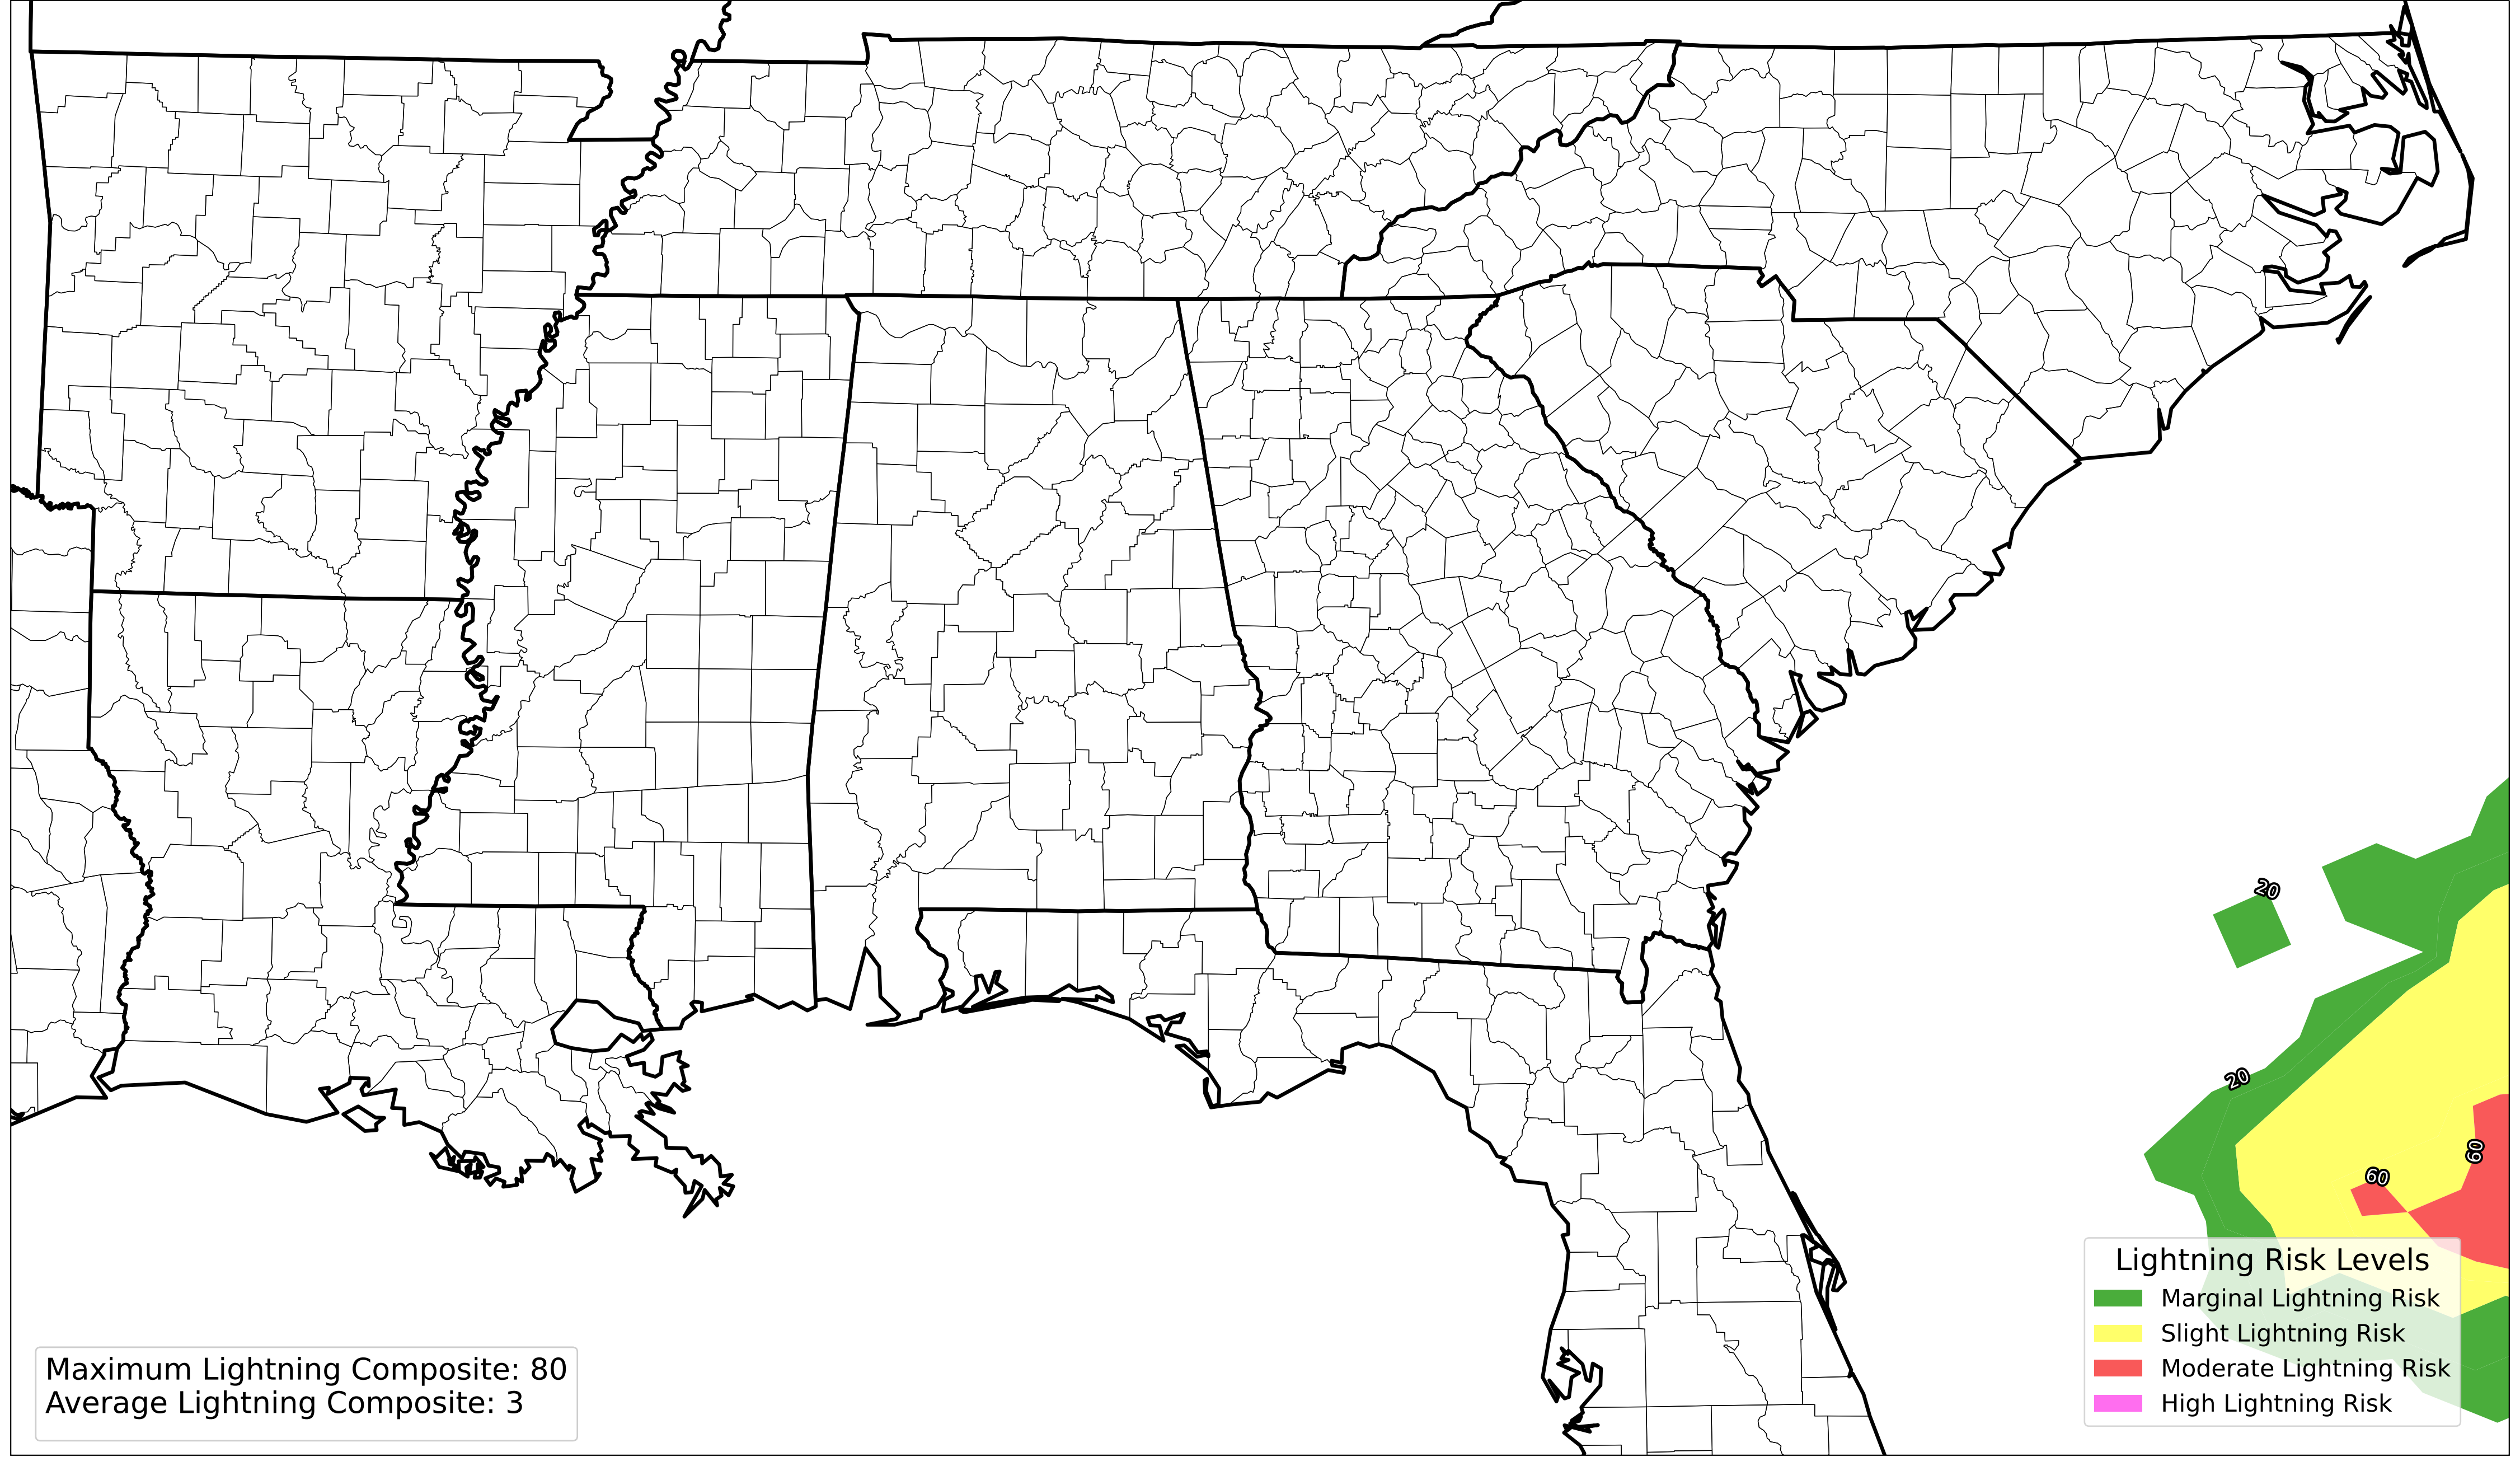 20
20
60
60
Lightning Risk Levels
Marginal Lightning Risk
Slight Lightning Risk
Moderate Lightning Risk
High Lightning Risk
Maximum Lightning Composite: 80
Average Lightning Composite: 3